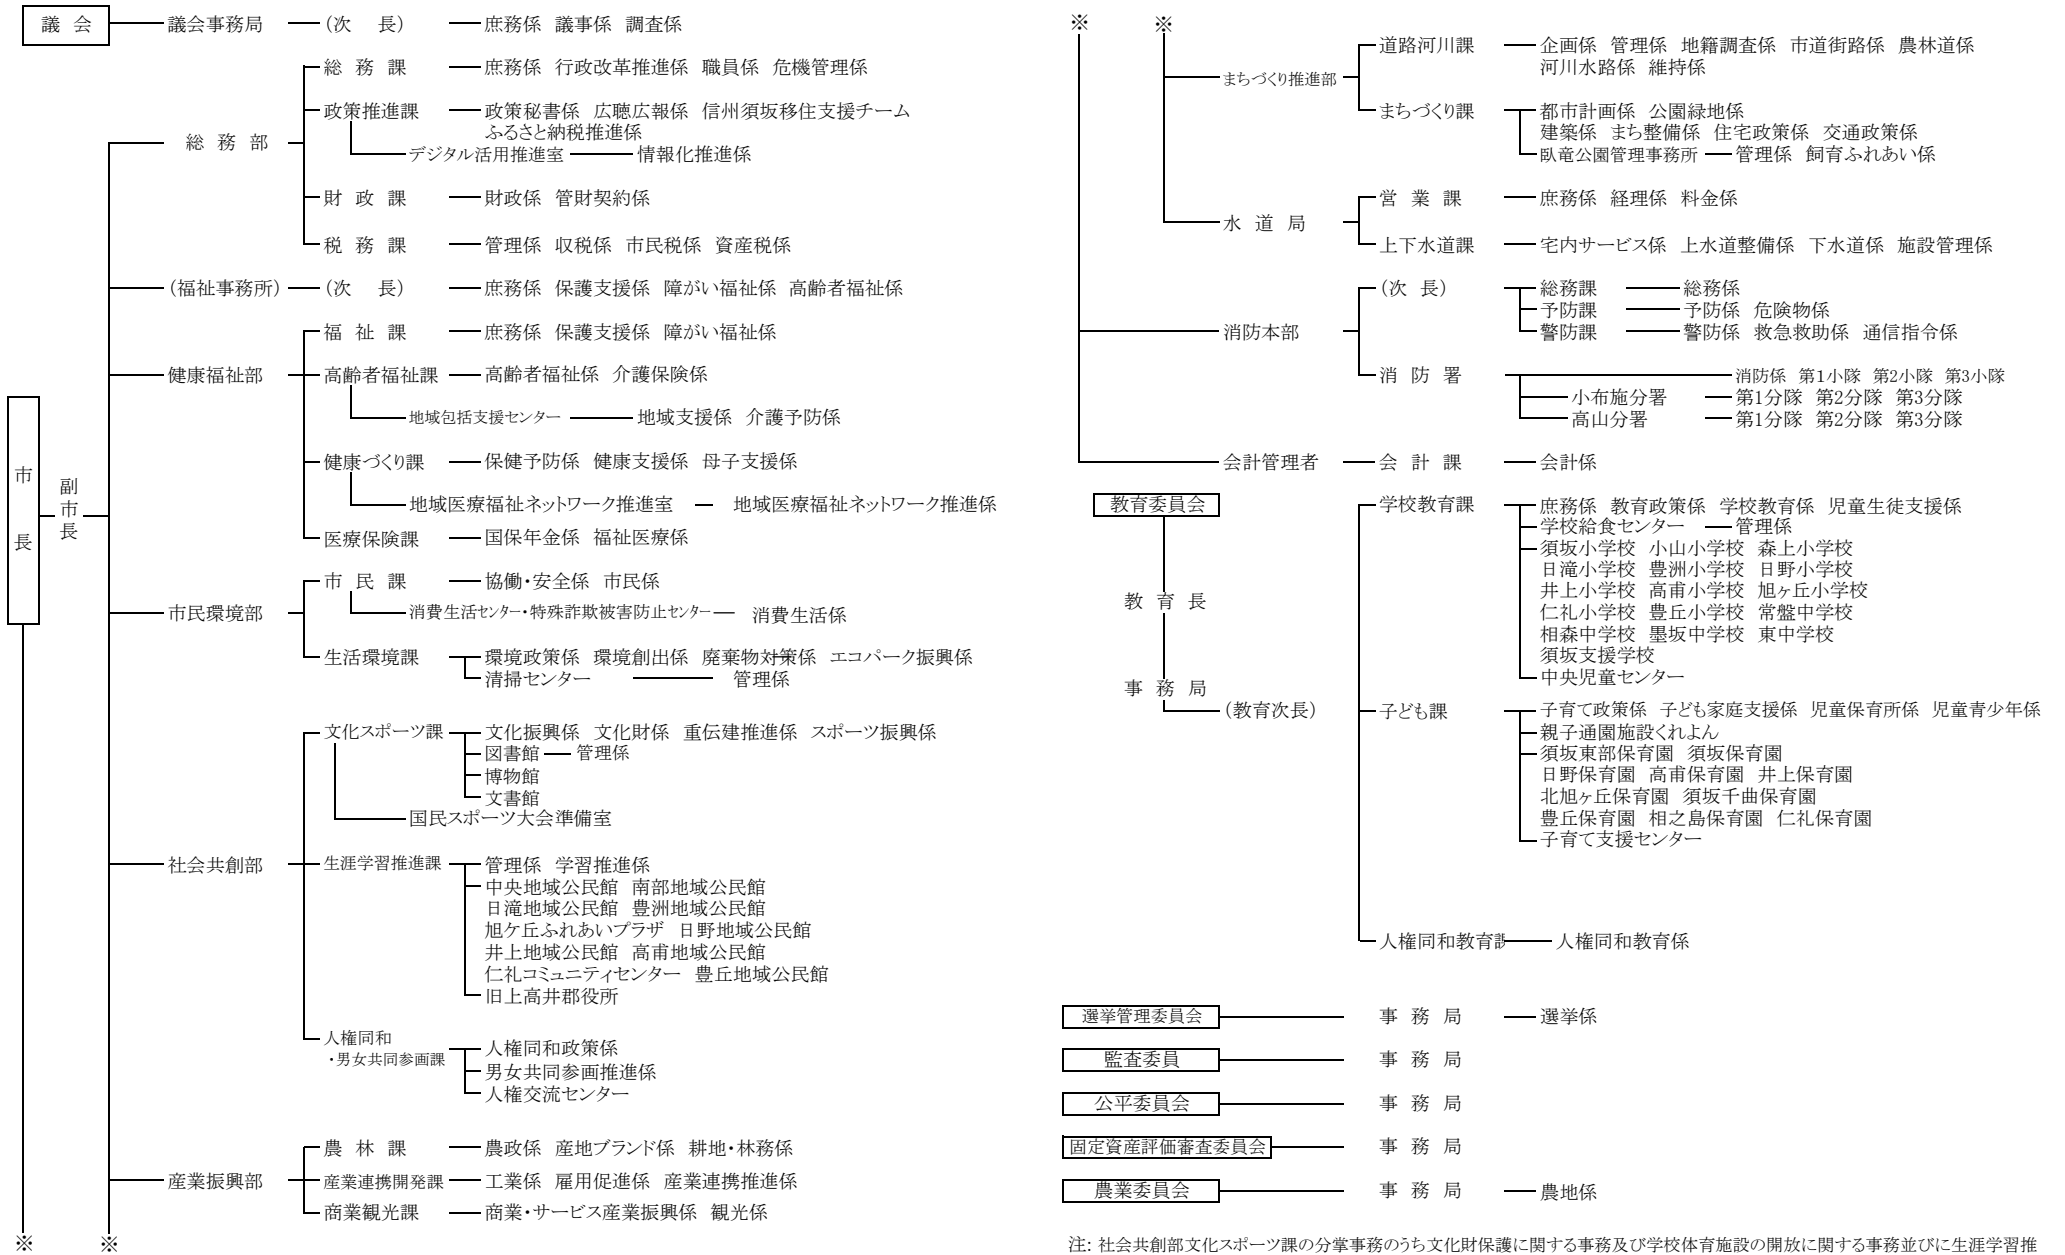 議 会 議会事務局 (次 長) 庶務係 議事係 調査係
総 務 課 庶務係 行政改革推進係 職員係 危機管理係
政策推進課 政策秘書係 広聴広報係 信州須坂移住支援チーム
ふるさと納税推進係
総 務 部
デジタル活用推進室 情報化推進係
財 政 課 財政係 管財契約係
税 務 課 管理係 収税係 市民税係 資産税係
(福祉事務所) (次 長) 庶務係 保護支援係 障がい福祉係 高齢者福祉係
福 祉 課 庶務係 保護支援係 障がい福祉係
健康福祉部 高齢者福祉課 高齢者福祉係 介護保険係
地域包括支援センター 地域支援係 介護予防係
健康づくり課 保健予防係 健康支援係 母子支援係
市 長
副市長
地域医療福祉ネットワーク推進室 地域医療福祉ネットワーク推進係
医療保険課 国保年金係 福祉医療係
市 民 課 協働・安全係 市民係
市民環境部 消費生活センター・特殊詐欺被害防止センター 消費生活係
生活環境課 環境政策係 環境創出係 廃棄物対策係 エコパーク振興係
清掃センター 管理係
文化スポーツ課 文化振興係 文化財係 重伝建推進係 スポーツ振興係
図書館 管理係
博物館
文書館
国民スポーツ大会準備室
社会共創部 生涯学習推進課 管理係 学習推進係
中央地域公民館 南部地域公民館
日滝地域公民館 豊洲地域公民館
旭ケ丘ふれあいプラザ 日野地域公民館
井上地域公民館 高甫地域公民館
仁礼コミュニティセンター 豊丘地域公民館
旧上高井郡役所
人権同和
・男女共同参画課 人権同和政策係
男女共同参画推進係
人権交流センター
農 林 課 農政係 産地ブランド係 耕地・林務係
産業振興部 産業連携開発課 工業係 雇用促進係 産業連携推進係
商業観光課 商業・サービス産業振興係 観光係
※ ※
※ ※
道路河川課 企画係 管理係 地籍調査係 市道街路係 農林道係
河川水路係 維持係
まちづくり推進部
まちづくり課 都市計画係 公園緑地係
建築係 まち整備係 住宅政策係 交通政策係
臥竜公園管理事務所 管理係 飼育ふれあい係
営 業 課 庶務係 経理係 料金係
水 道 局
上下水道課 宅内サービス係 上水道整備係 下水道係 施設管理係
(次 長) 総務課 総務係
予防課 予防係 危険物係
消防本部 警防課 警防係 救急救助係 通信指令係
消 防 署 消防係 第1小隊 第2小隊 第3小隊
小布施分署 第1分隊 第2分隊 第3分隊
高山分署 第1分隊 第2分隊 第3分隊
会計管理者 会 計 課 会計係
教育委員会 学校教育課 庶務係 教育政策係 学校教育係 児童生徒支援係
学校給食センター 管理係
須坂小学校 小山小学校 森上小学校
日滝小学校 豊洲小学校 日野小学校
井上小学校 高甫小学校 旭ヶ丘小学校
教 育 長
仁礼小学校 豊丘小学校 常盤中学校
相森中学校 墨坂中学校 東中学校
須坂支援学校
中央児童センター
事 務 局
(教育次長) 子ども課 子育て政策係 子ども家庭支援係 児童保育所係 児童青少年係
親子通園施設くれよん
須坂東部保育園 須坂保育園
日野保育園 高甫保育園 井上保育園
北旭ヶ丘保育園 須坂千曲保育園
豊丘保育園 相之島保育園 仁礼保育園
子育て支援センター
人権同和教育課 人権同和教育係
選挙管理委員会 事 務 局 選挙係
監査委員 事 務 局
公平委員会 事 務 局
固定資産評価審査委員会 事 務 局
農業委員会 事 務 局 農地係
注: 社会共創部文化スポーツ課の分掌事務のうち文化財保護に関する事務及び学校体育施設の開放に関する事務並びに生涯学習推